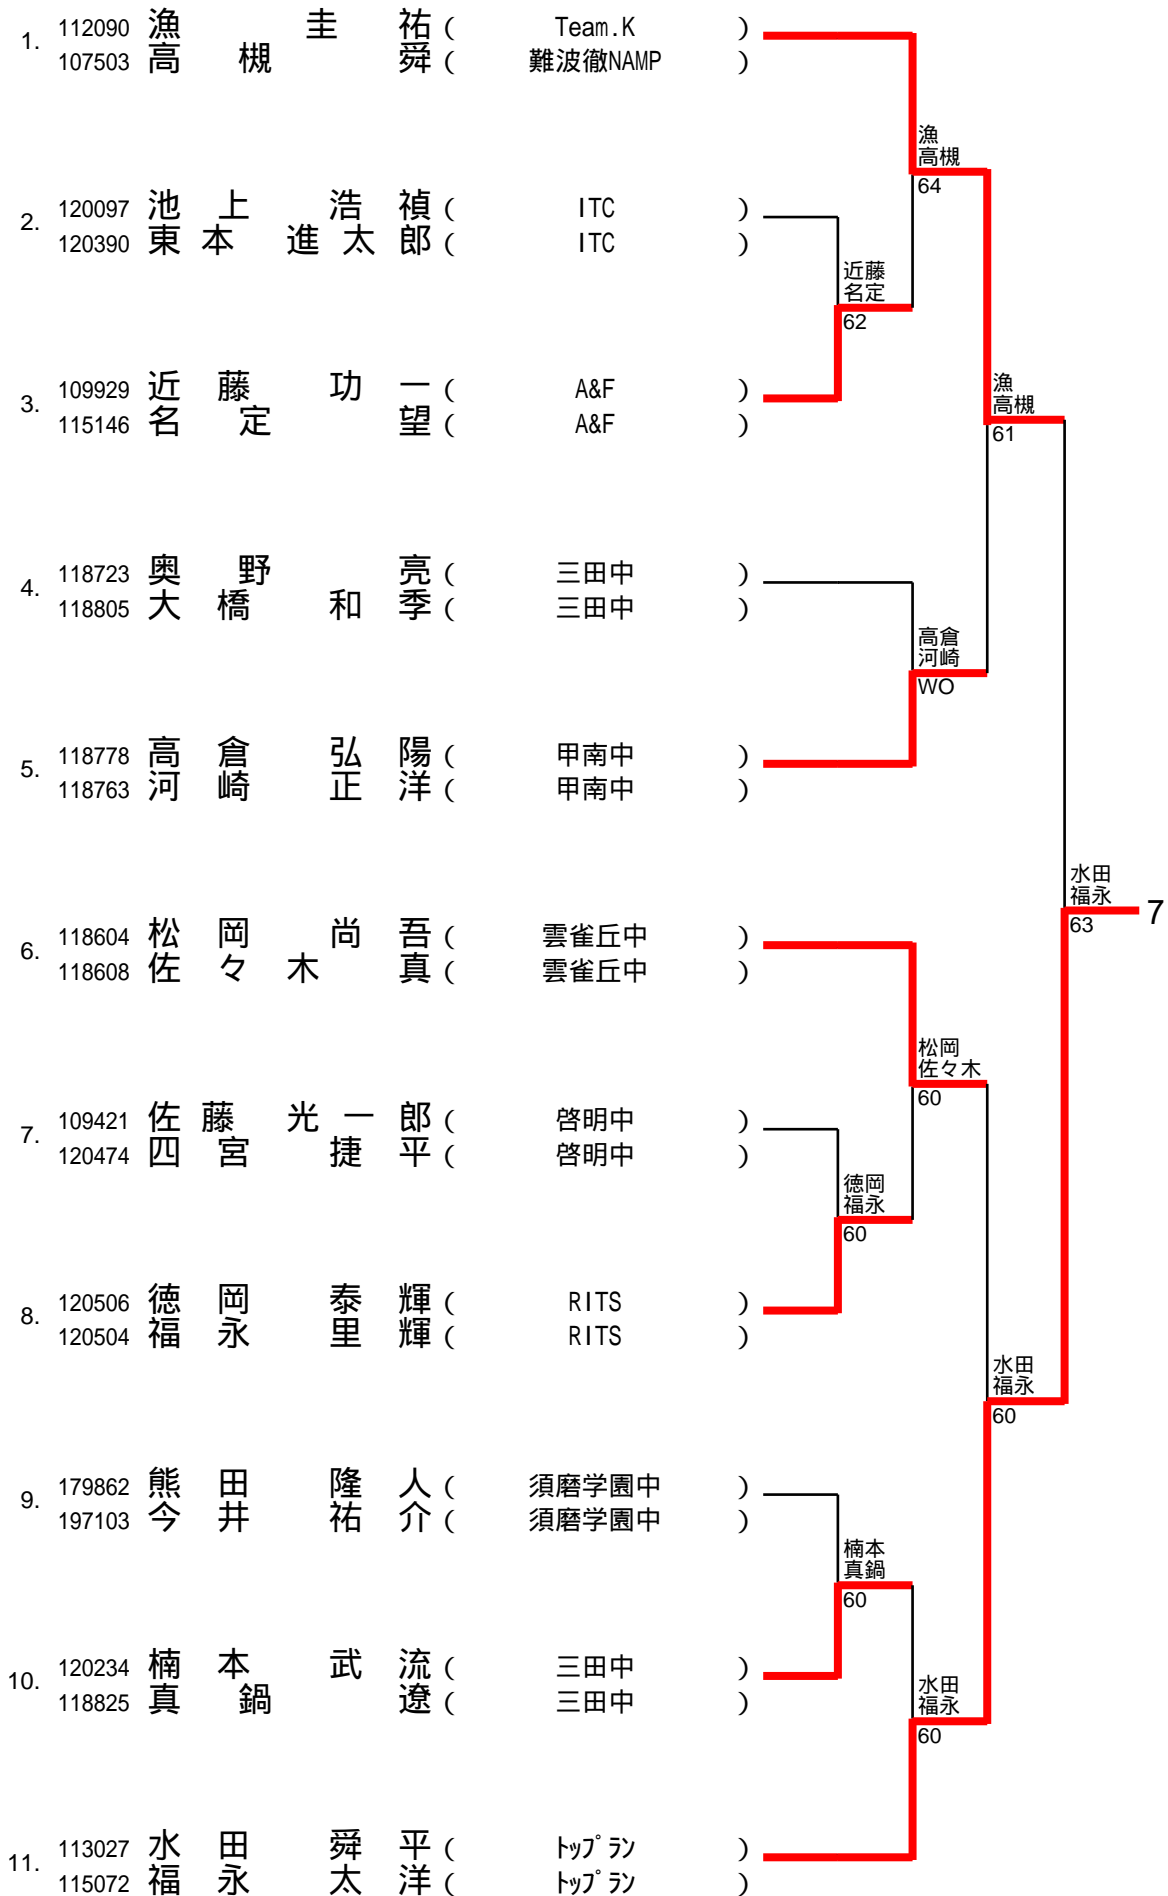 1. 112090 漁 圭 祐 ( Team.K )
107503 高 槻 舜 ( 難波徹NAMP )
漁
高槻
64
2. 120097 池 上 浩 禎 ( ITC )
120390 東 本 進 太 郎 ( ITC )
近藤
名定
62
3. 109929 近 藤 功 一 ( A&F )
115146 名 定 望 ( A&F )
漁
高槻
61
4. 118723 奥 野 亮 ( 三田中 )
118805 大 橋 和 季 ( 三田中 )
高倉
河崎
WO
5. 118778 高 倉 弘 陽 ( 甲南中 )
118763 河 崎 正 洋 ( 甲南中 )
水田
福永
63
7
6. 118604 松 岡 尚 吾 ( 雲雀丘中 )
118608 佐 々 木 真 ( 雲雀丘中 )
松岡
佐々木
60
7. 109421 佐 藤 光 一 郎 ( 啓明中 )
120474 四 宮 捷 平 ( 啓明中 )
徳岡
福永
60
8. 120506 徳 岡 泰 輝 ( RITS )
120504 福 永 里 輝 ( RITS )
水田
福永
60
9. 179862 熊 田 隆 人 ( 須磨学園中 )
197103 今 井 祐 介 ( 須磨学園中 )
楠本
真鍋
60
10. 120234 楠 本 武 流 ( 三田中 )
118825 真 鍋 遼 ( 三田中 )
水田
福永
60
11. 113027 水 田 舜 平 ( ﾄｯﾌﾟﾗﾝ )
115072 福 永 太 洋 ( ﾄｯﾌﾟﾗﾝ )